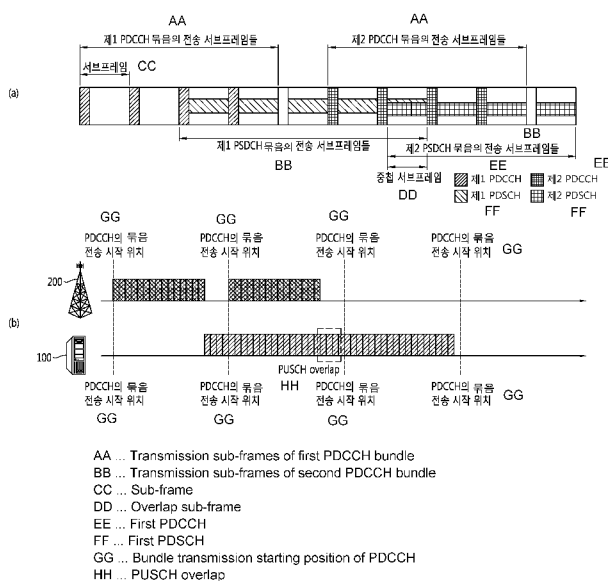 AA
AA
제1 PDCCH 묶음의 전송 서브프레임들
제2 PDCCH 묶음의 전송 서브프레임들
서브프레임
CC
(a)
BB
제1 PSDCH 묶음의 전송 서브프레임들
제2 PSDCH 묶음의 전송 서브프레임들
BB
중첩 서브프레임
EE
EE
DD
제1 PDCCH
제2 PDCCH
제1 PDSCH
제2 PDSCH
FF
FF
GG
GG
GG
PDCCH의 묶음
전송 시작 위치
PDCCH의 묶음
전송 시작 위치
PDCCH의 묶음
전송 시작 위치
PDCCH의 묶음
전송 시작 위치
GG
200
(b)
100
PUSCH overlap
HH
PDCCH의 묶음
전송 시작 위치
PDCCH의 묶음
전송 시작 위치
PDCCH의 묶음
전송 시작 위치
PDCCH의 묶음
전송 시작 위치
GG
GG
GG
GG
AA ... Transmission sub-frames of first PDCCH bundle
BB ... Transmission sub-frames of second PDCCH bundle
CC ... Sub-frame
DD ... Overlap sub-frame
EE ... First PDCCH
FF ... First PDSCH
GG ... Bundle transmission starting position of PDCCH
HH ... PUSCH overlap